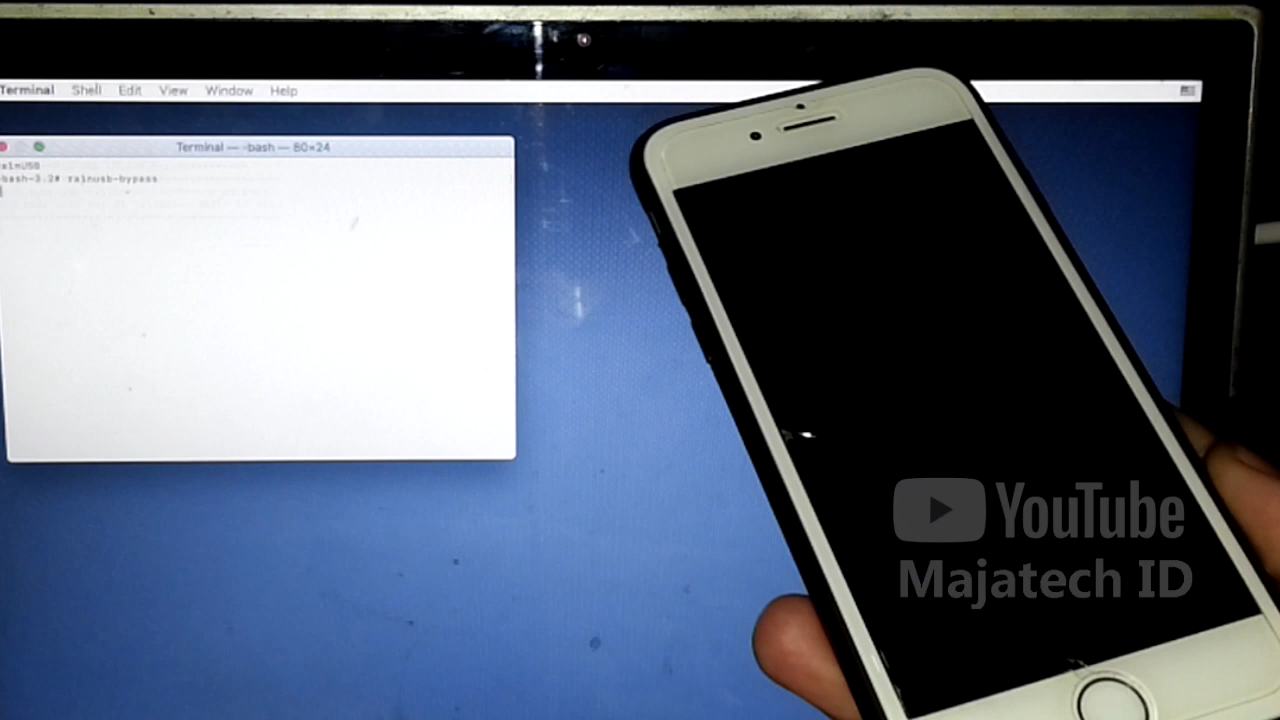 Terminal Shell Edit View Window Help
Terminal — -bash — 80×24
bash-3.2# rainusb-bypass
YouTube
Majatech ID